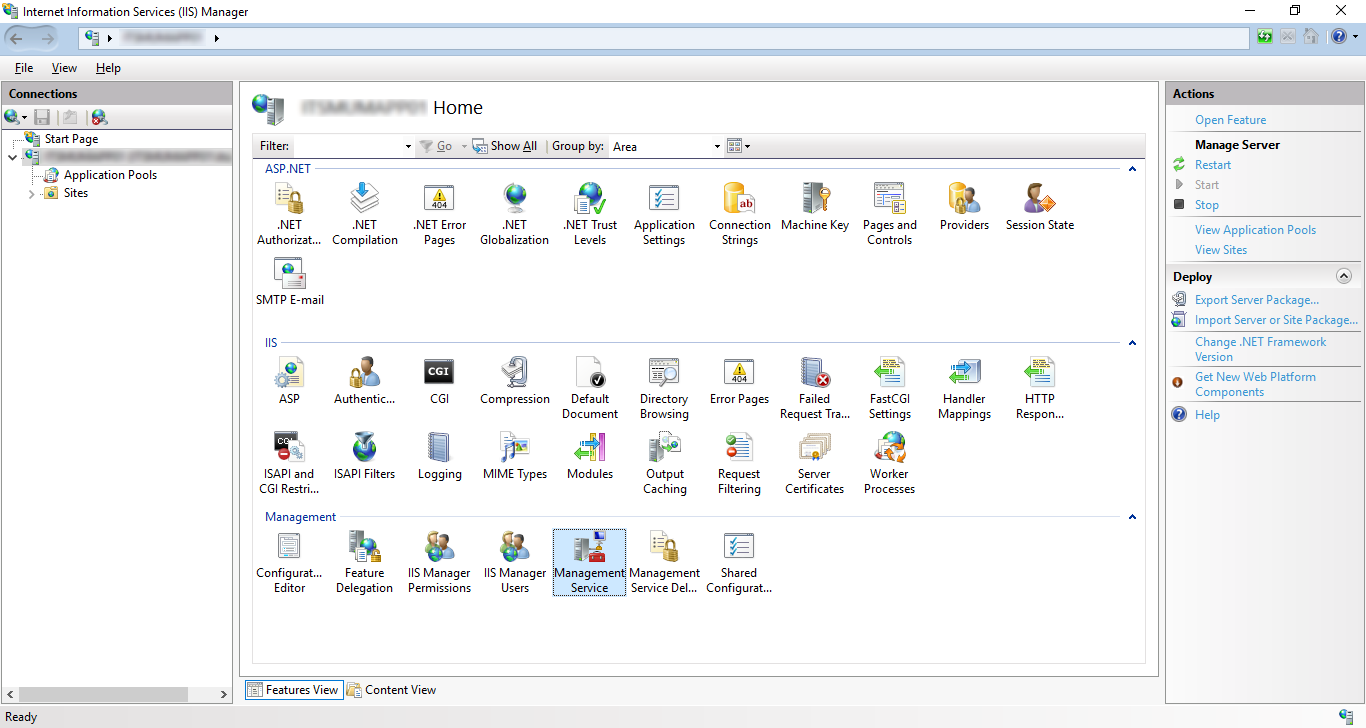 Internet Information Services (IIS) Manager
File View Help
Connections
Start Page
Application Pools
Sites
Home
Filter: Go Show All Group by: Area
ASP.NET
.NET Authorizat...
.NET Compilation
.NET Error Pages
.NET Globalization
.NET Trust Levels
Application Settings
Connection Strings
Machine Key
Pages and Controls
Providers
Session State
SMTP E-mail
IIS
ASP
Authentic...
CGI
Compression
Default Document
Directory Browsing
Error Pages
Failed Request Tra...
FastCGI Settings
Handler Mappings
HTTP Respon...
ISAPI and CGI Restri...
ISAPI Filters
Logging
MIME Types
Modules
Output Caching
Request Filtering
Server Certificates
Worker Processes
Management
Configurat... Editor
Feature Delegation
IIS Manager Permissions
IIS Manager Users
Management Service
Management Service Del...
Shared Configurat...
Features View
Content View
Actions
Open Feature
Manage Server
Restart
Start
Stop
View Application Pools
View Sites
Deploy
Export Server Package...
Import Server or Site Package...
Change .NET Framework
Version
Get New Web Platform
Components
Help
Ready